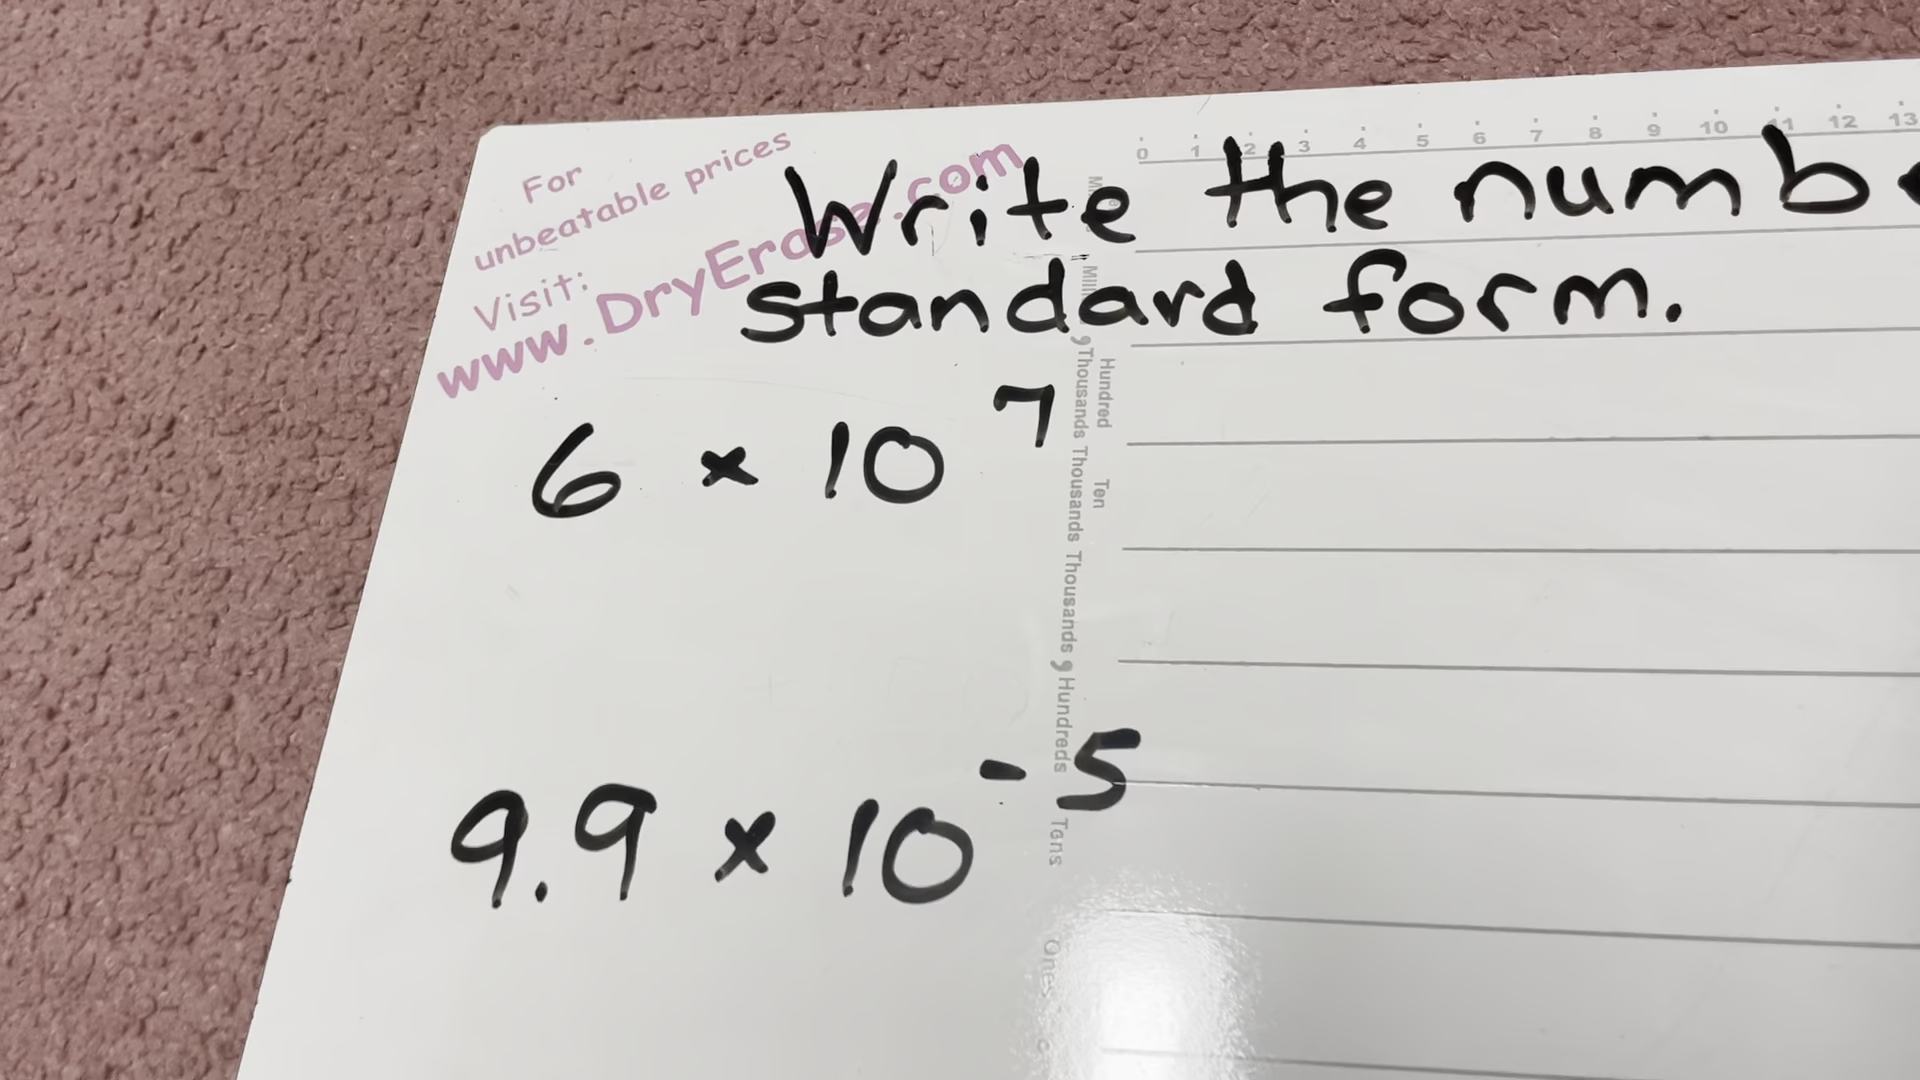 For
unbeatable prices
Visit:
www.DryErase.com
0 1 2 3 4 5 6 7 8 9 10 11 12 13
Write the numbe
standard form.
6 × 10⁷
9.9 × 10⁻⁵
Hundred
Thousands
Ten
Thousands
Thousands
,
Hundreds
Tens
Ones